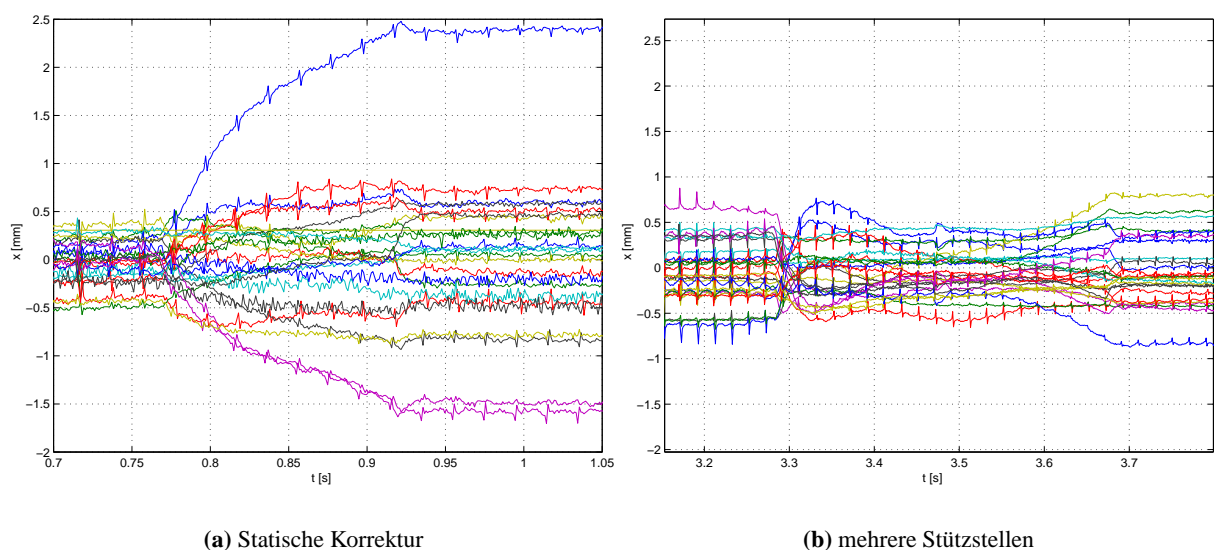 2.5
2
1.5
1
0.5
0
−0.5
−1
−1.5
−2
x [mm]
0.7 0.75 0.8 0.85 0.9 0.95 1 1.05
t [s]
(a) Statische Korrektur
2.5
2
1.5
1
0.5
0
−0.5
−1
−1.5
−2
x [mm]
3.2 3.3 3.4 3.5 3.6 3.7
t [s]
(b) mehrere Stützstellen